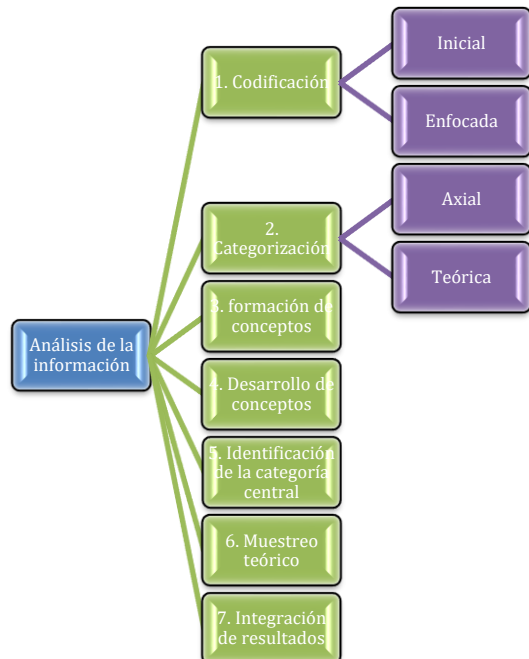 Inicial
1. Codificación
Enfocada
Axial
2.
Categorización
Teórica
3. formación de
conceptos
Análisis de la
información
4. Desarrollo de
conceptos
5. Identificación
de la categoría
central
6. Muestreo
teórico
7. Integración
de resultados